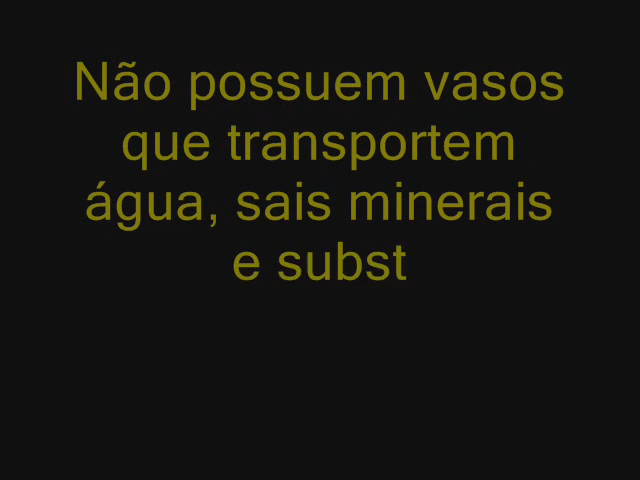 Não possuem vasos
que transportem
água, sais minerais
e subst